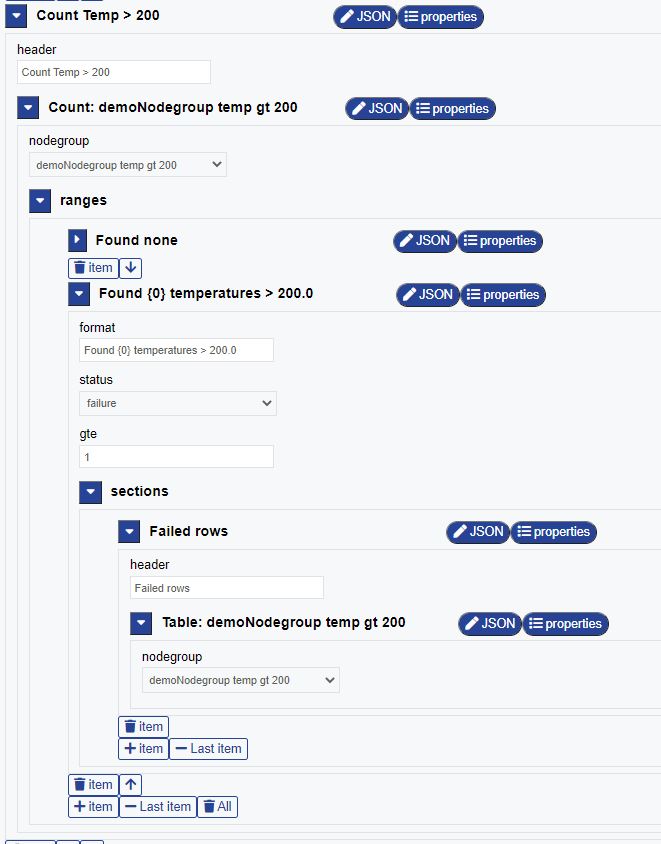 Count Temp > 200 JSON properties
header
Count Temp > 200
Count: demoNodegroup temp gt 200 JSON properties
nodegroup
demoNodegroup temp gt 200
ranges
Found none JSON properties
item
Found {0} temperatures > 200.0 JSON properties
format
Found {0} temperatures > 200.0
status
failure
gte
1
sections
Failed rows JSON properties
header
Failed rows
Table: demoNodegroup temp gt 200 JSON properties
nodegroup
demoNodegroup temp gt 200
item
item Last item
item
item Last item All